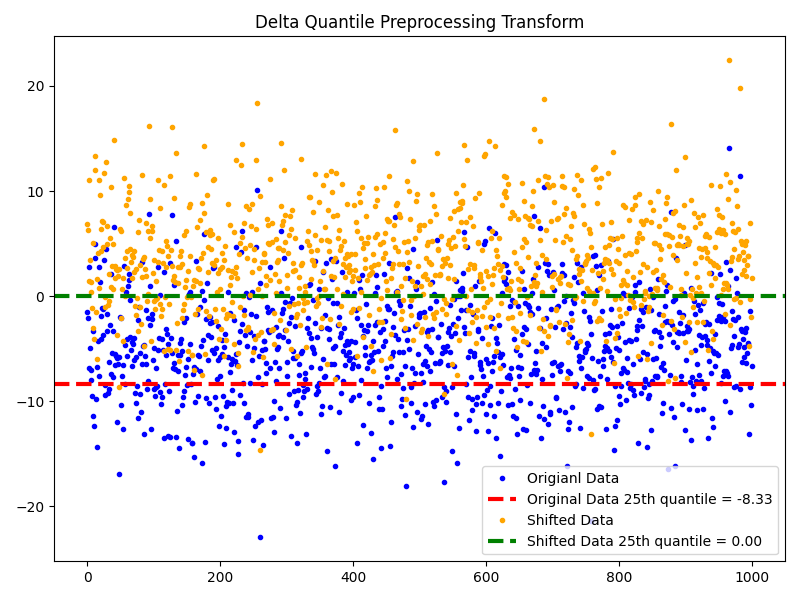 Delta Quantile Preprocessing Transform
20
10
0
−10
−20
0
200
400
600
800
1000
Origianl Data
Original Data 25th quantile = -8.33
Shifted Data
Shifted Data 25th quantile = 0.00